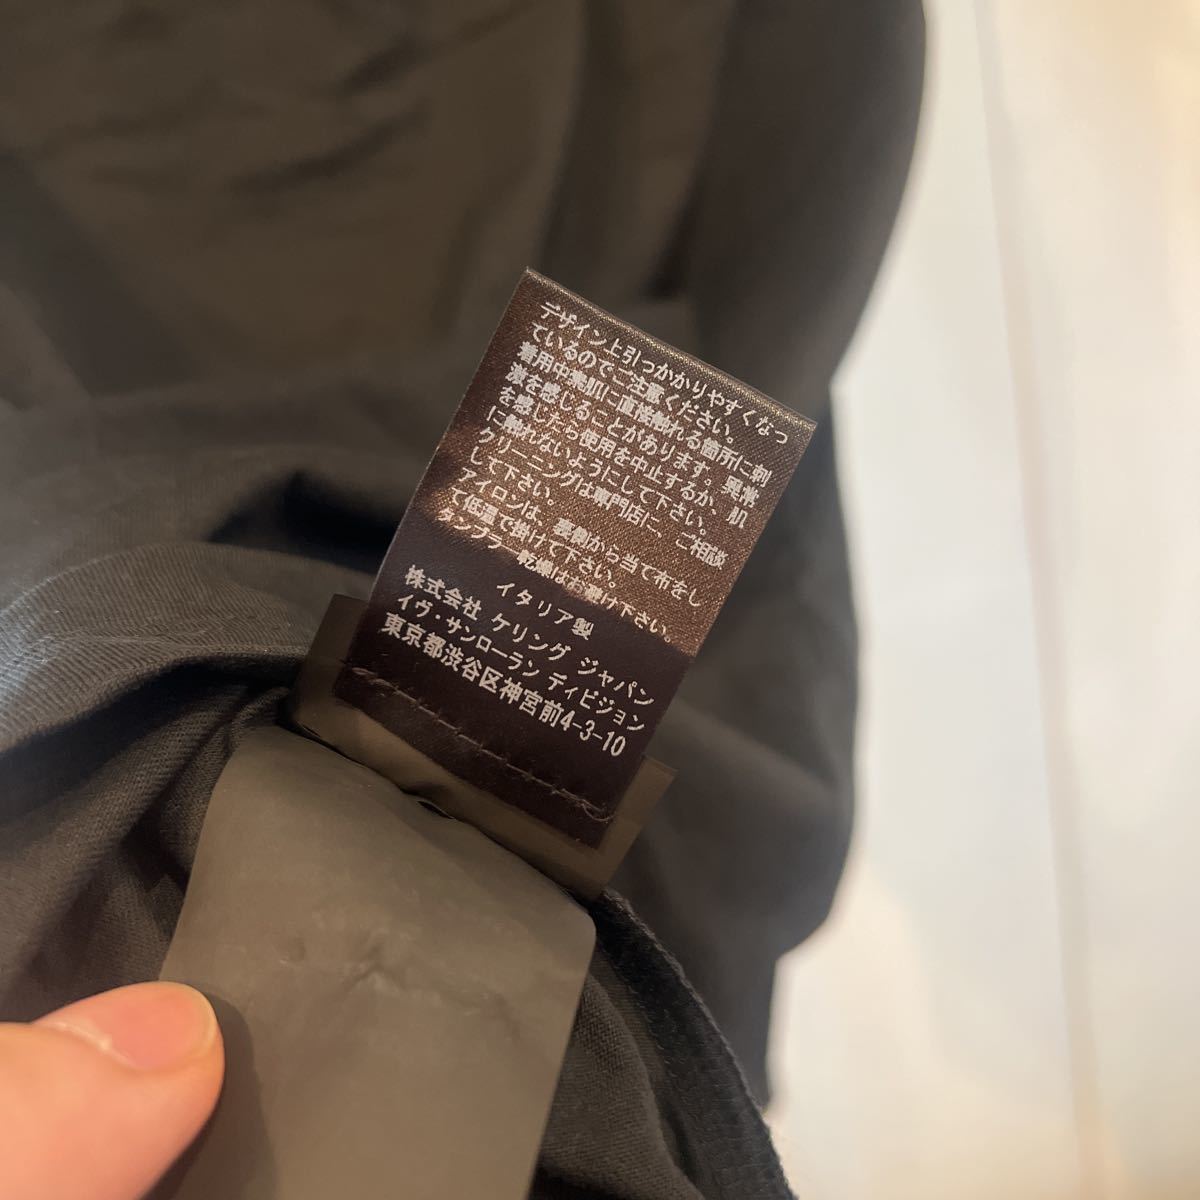 デザイン上引っかかりやすくなっ
ているのでご注意ください。
着用中素肌に直接触れる箇所に刺
激を感じることがあります。異常
を感じたら使用を中止するか、肌
に触れないようにして下さい。
クリーニングは専門店に、ご相談
して下さい。
アイロンは、裏側から当て布をし
て低温で掛けて下さい。
タンブラー乾燥はお避け下さい。
イタリア製
株式会社 ケリング ジャパン
イヴ・サンローラン ディビジョン
東京都渋谷区神宮前4-3-10